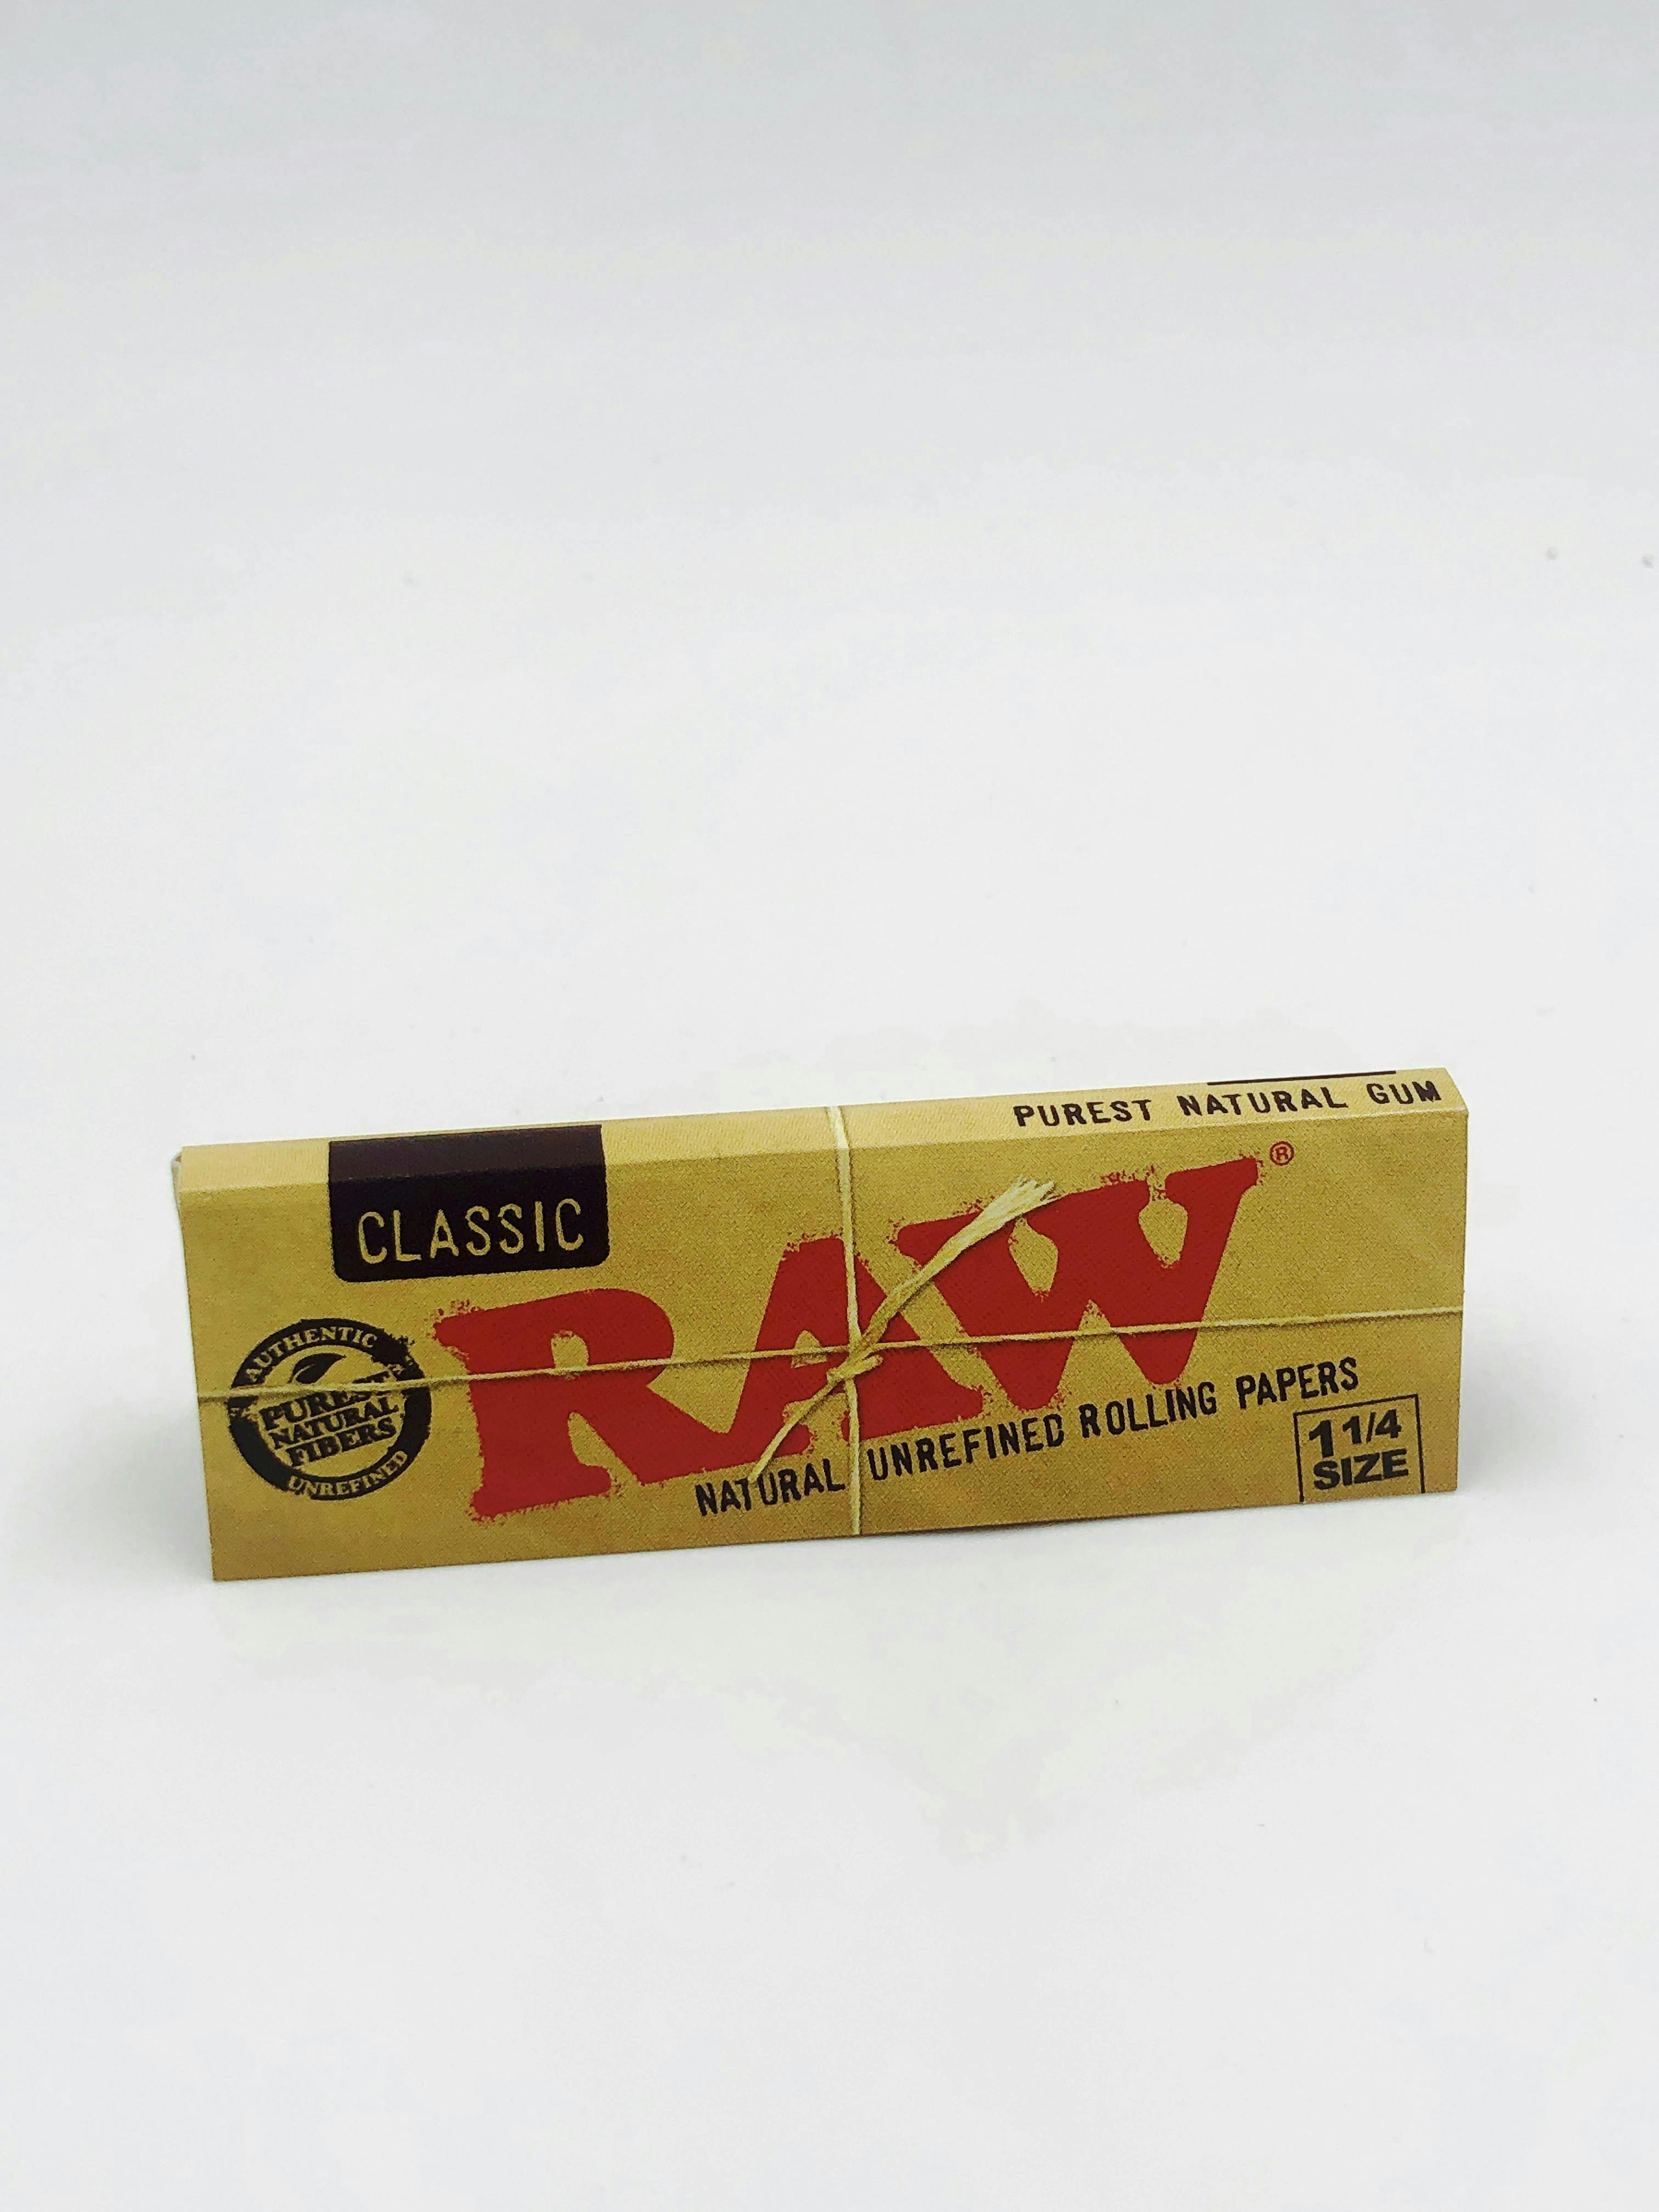 PUREST NATURAL GUM
CLASSIC
RAW®
AUTHENTIC
PUREST
NATURAL
FIBERS
UNREFINED
NATURAL UNREFINED ROLLING PAPERS
1 1/4
SIZE